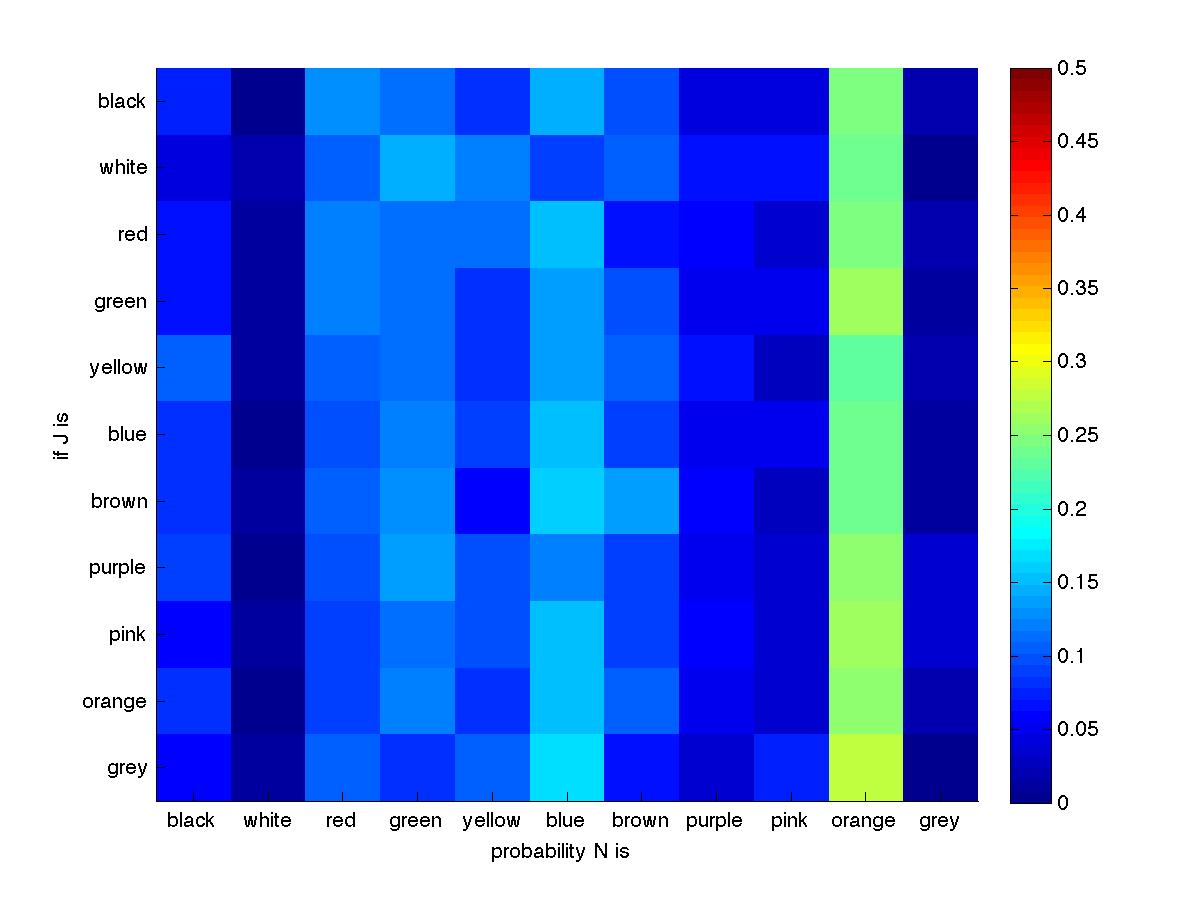 black
white
red
green
yellow
blue
brown
purple
pink
orange
grey
if J is
black white red green yellow blue brown purple pink orange grey
probability N is
0.5
0.45
0.4
0.35
0.3
0.25
0.2
0.15
0.1
0.05
0